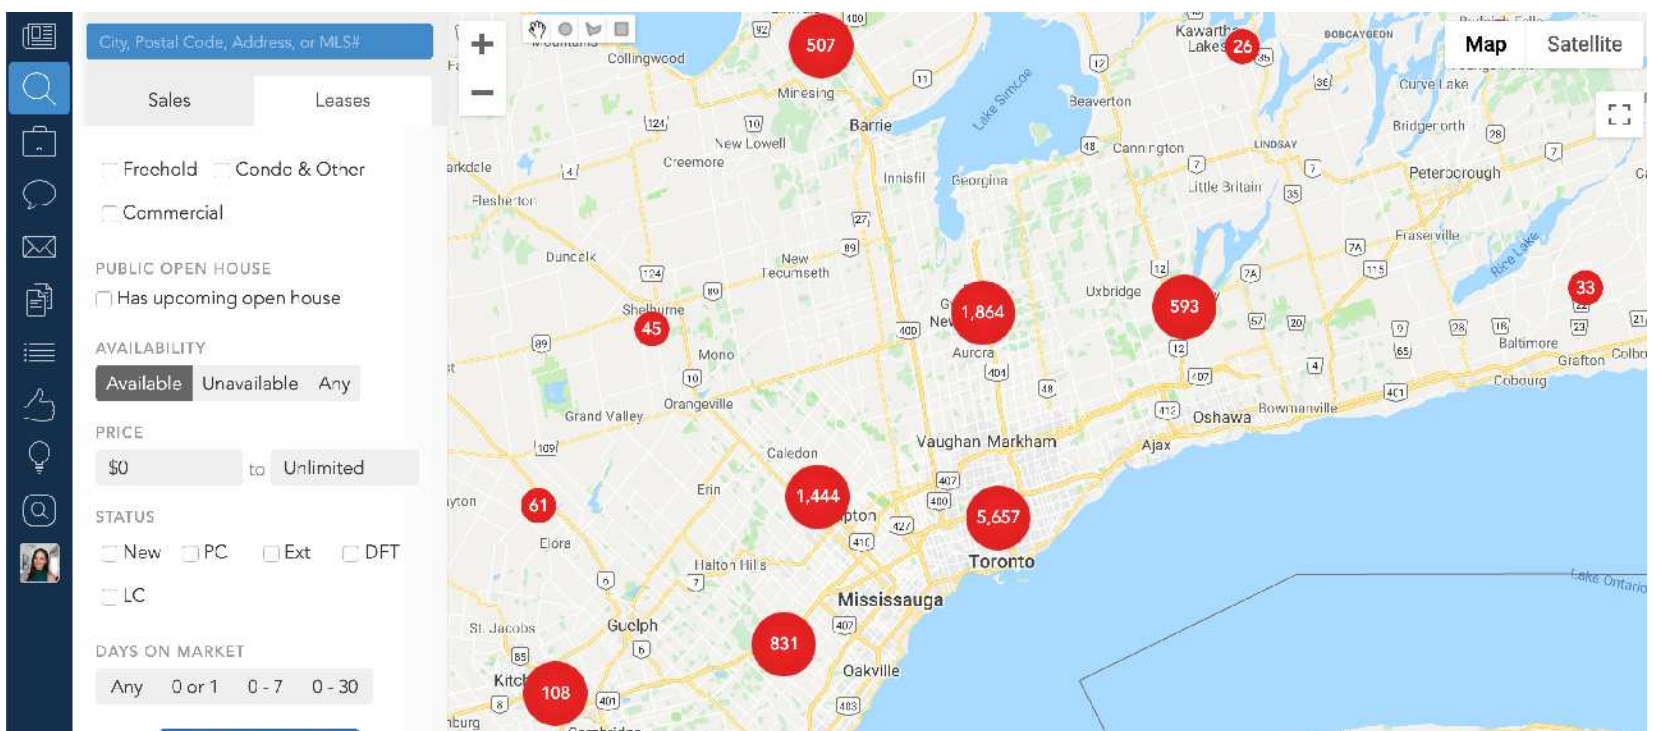 City, Postal Code, Address, or MLS#
Sales
Leases
Freehold
Condo & Other
Commercial
PUBLIC OPEN HOUSE
Has upcoming open house
AVAILABILITY
Available Unavailable Any
PRICE
$0 to Unlimited
STATUS
New PC Ext DFT
LC
DAYS ON MARKET
Any 0 or 1 0 - 7 0 - 30
Map Satellite
507
26
BOBCAYGEON
Kawartha
Lakes
Collingwood
Minesing
Curve Lake
Beaverton
Lake Simcoe
Barrie
Bridgenorth
New Lowell
Cannington
LINDSAY
Creemore
Innisfil
Georgina
Little Britain
Peterborough
Flesherton
Fraserville
Rice Lake
Dundalk
New
Tecumseth
Uxbridge
Shelburne
45
1,864
593
33
Baltimore
Grafton
Cobourg
Mono
Aurora
Orangeville
Grand Valley
Oshawa
Bowmanville
Vaughan Markham
Ajax
Caledon
Erin
1,444
61
5,657
Elora
Halton Hills
Toronto
Mississauga
Lake Ontario
St. Jacobs
Guelph
831
Oakville
108